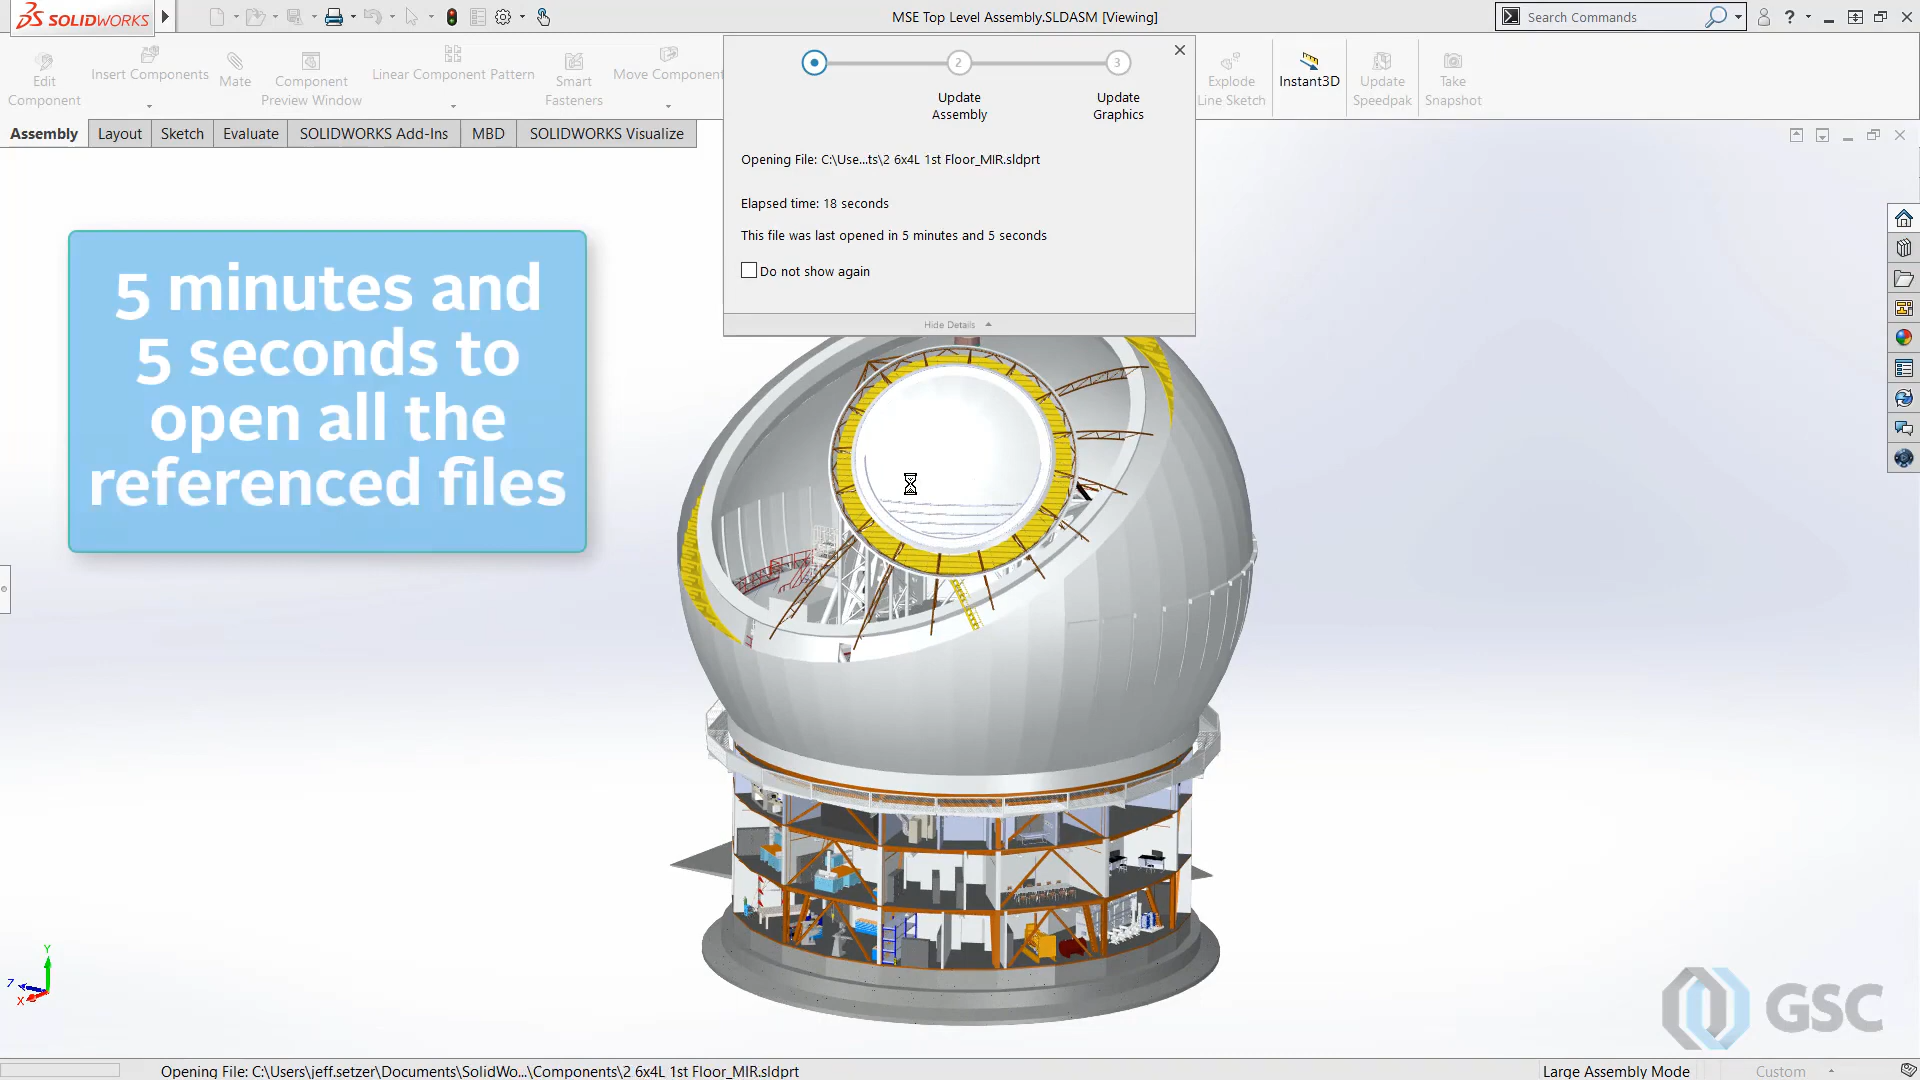 SOLIDWORKS
MSE Top Level Assembly.SLDASM [Viewing]
Search Commands
?
Edit
Component
Insert Components
Mate
Component
Preview Window
Linear Component Pattern
Smart
Fasteners
Move Component
Explode
Line Sketch
Instant3D
Update
Speedpak
Take
Snapshot
Assembly
Layout
Sketch
Evaluate
SOLIDWORKS Add-Ins
MBD
SOLIDWORKS Visualize
2
3
Update
Assembly
Update
Graphics
Opening File: C:\Use...ts\2 6x4L 1st Floor_MIR.sldprt
Elapsed time: 18 seconds
This file was last opened in 5 minutes and 5 seconds
Do not show again
Hide Details
5 minutes and
5 seconds to
open all the
referenced files
Y
Z
X
GSC
Opening File: C:\Users\jeff.setzer\Documents\SolidWo...\Components\2 6x4L 1st Floor_MIR.sldprt
Large Assembly Mode
Custom